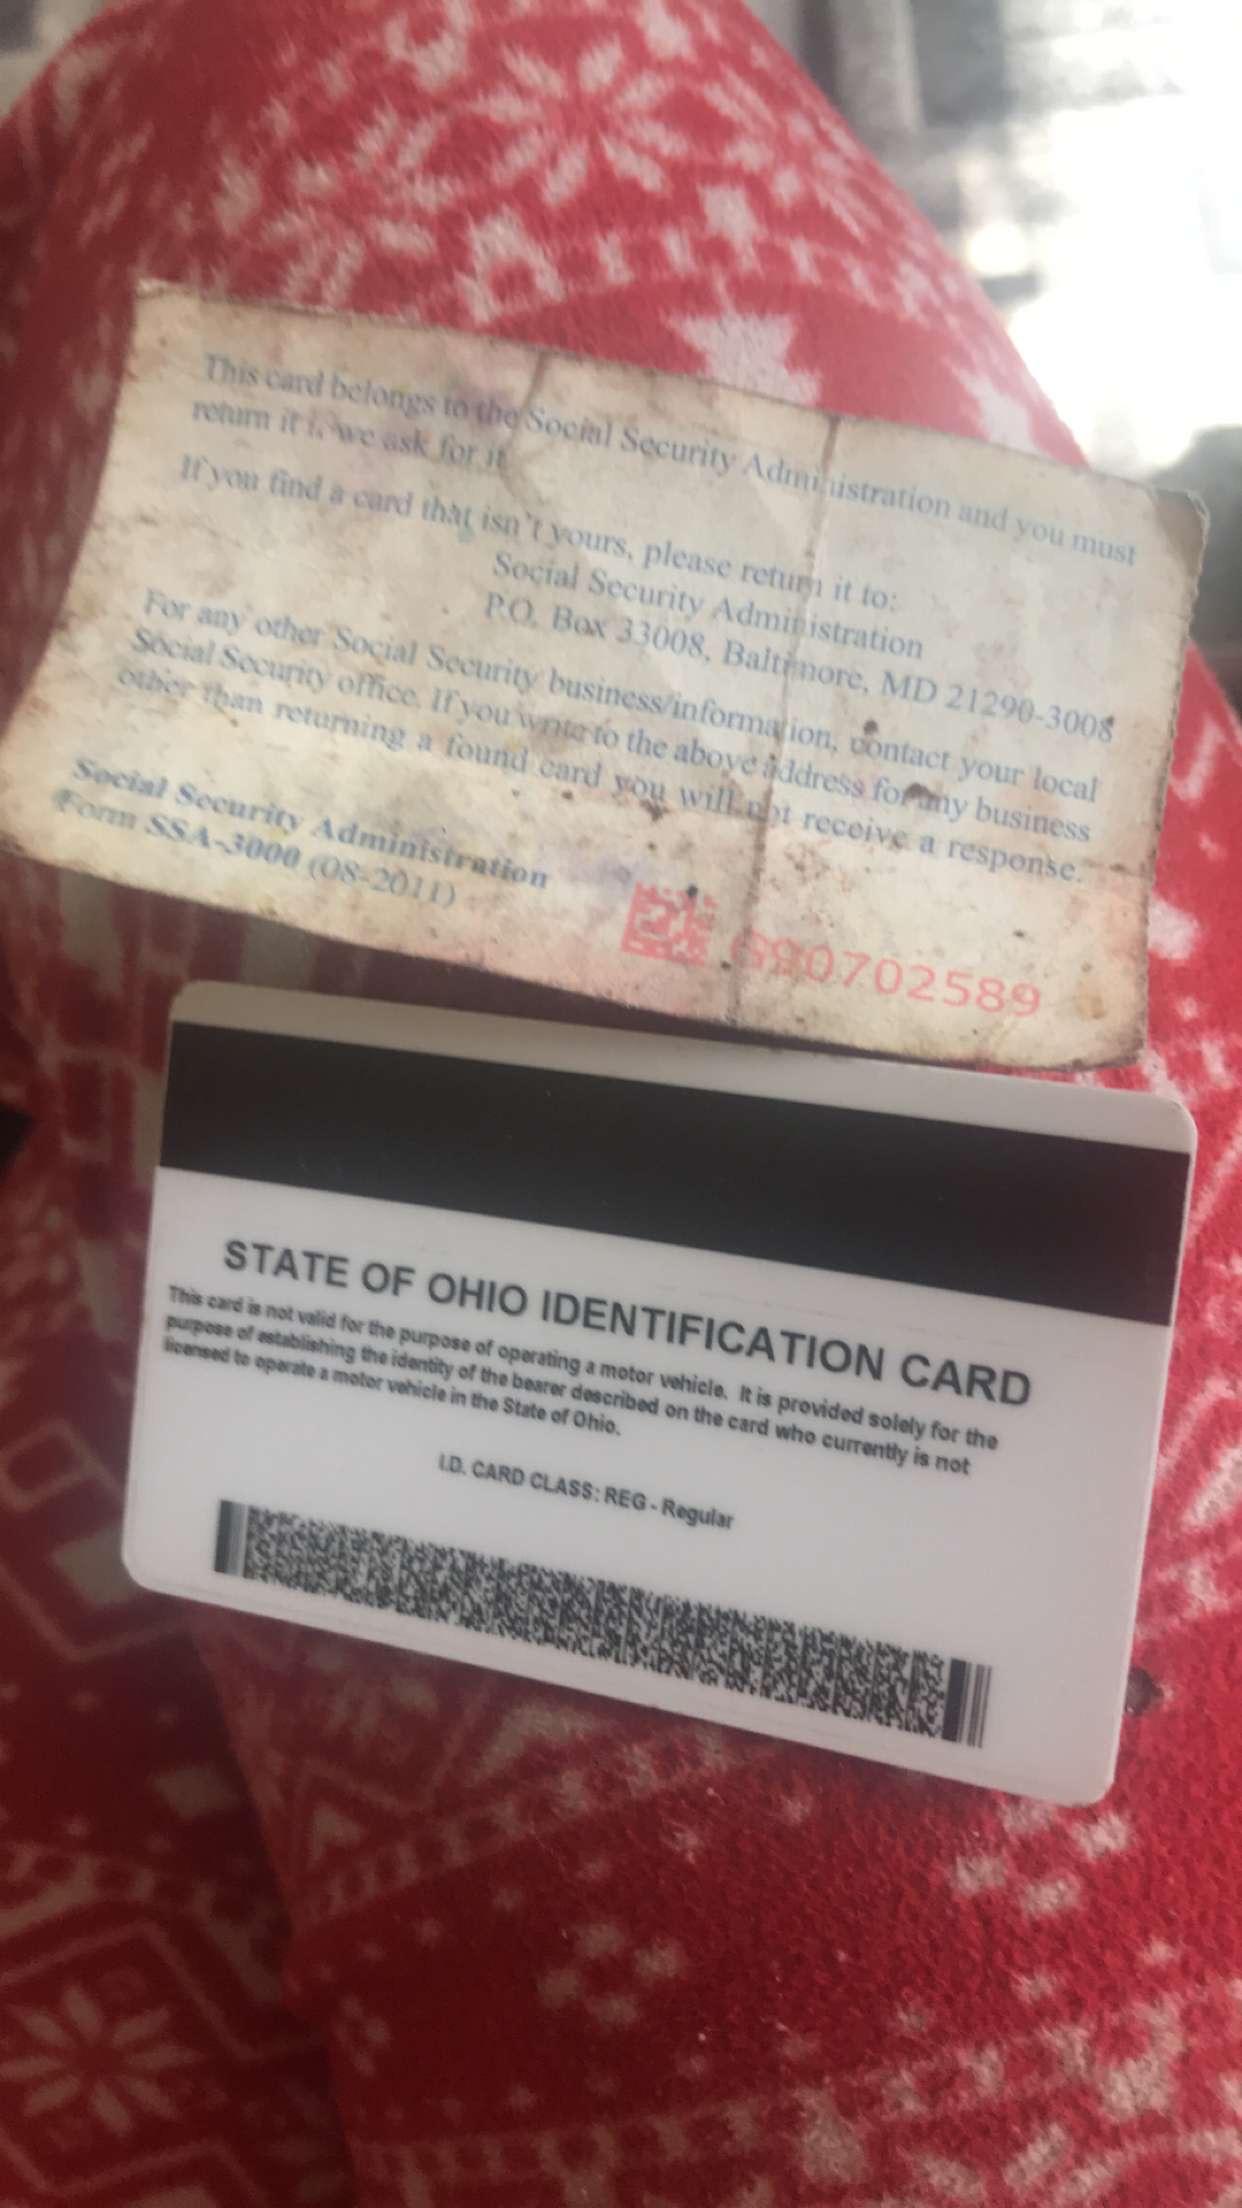 This card belongs to the Social Security Administration and you must
return it if we ask for it
If you find a card that isn't yours, please return it to:
Social Security Administration
P.O. Box 33008, Baltimore, MD 21290-3008
For any other Social Security business/information, contact your local
Social Security office. If you write to the above address for any business
other than returning a found card you will not receive a response.
Social Security Administration
Form SSA-3000 (08-2011)
G90702589
STATE OF OHIO IDENTIFICATION CARD
This card is not valid for the purpose of operating a motor vehicle. It is provided solely for the
purpose of establishing the identity of the bearer described on the card who currently is not
licensed to operate a motor vehicle in the State of Ohio.
I.D. CARD CLASS: REG - Regular